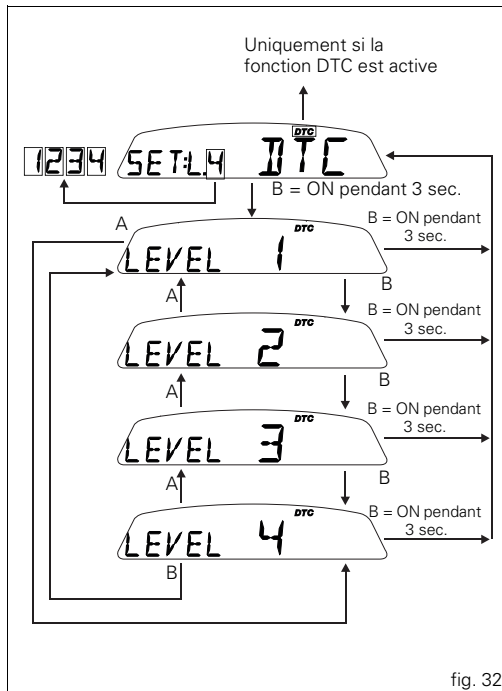 Uniquement si la
fonction DTC est active
DTC
1234 SET:L.4 DTC
B = ON pendant 3 sec.
A
DTC
B = ON pendant
3 sec.
LEVEL 1
A
B
DTC
B = ON pendant
3 sec.
LEVEL 2
A
B
DTC
B = ON pendant
3 sec.
LEVEL 3
A
B
DTC
B = ON pendant
3 sec.
LEVEL 4
B
fig. 32